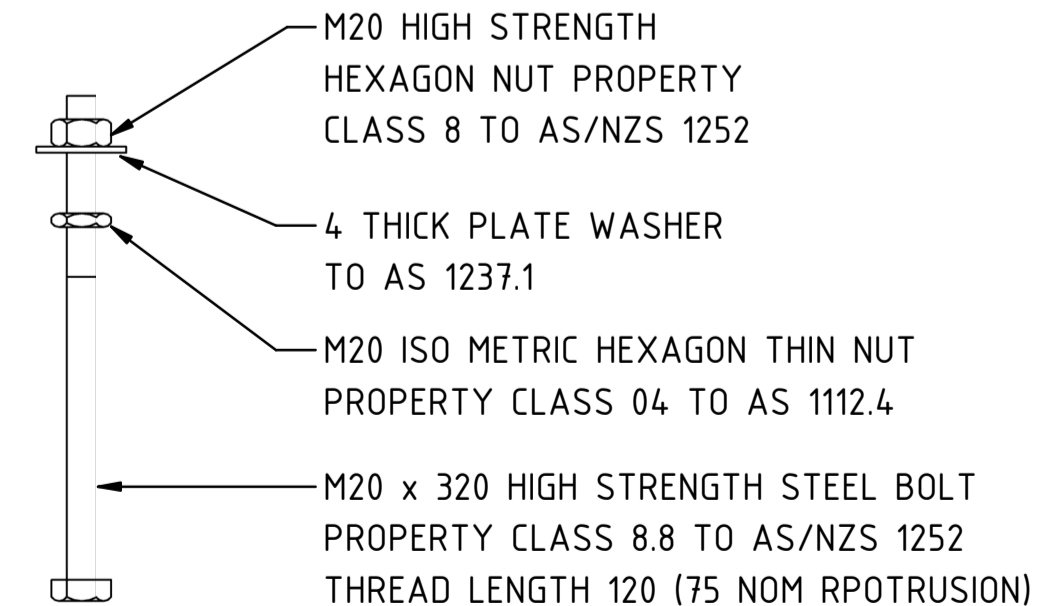 M20 HIGH STRENGTH
HEXAGON NUT PROPERTY
CLASS 8 TO AS/NZS 1252
4 THICK PLATE WASHER
TO AS 1237.1
M20 ISO METRIC HEXAGON THIN NUT
PROPERTY CLASS 04 TO AS 1112.4
M20 x 320 HIGH STRENGTH STEEL BOLT
PROPERTY CLASS 8.8 TO AS/NZS 1252
THREAD LENGTH 120 (75 NOM RPOTRUSION)